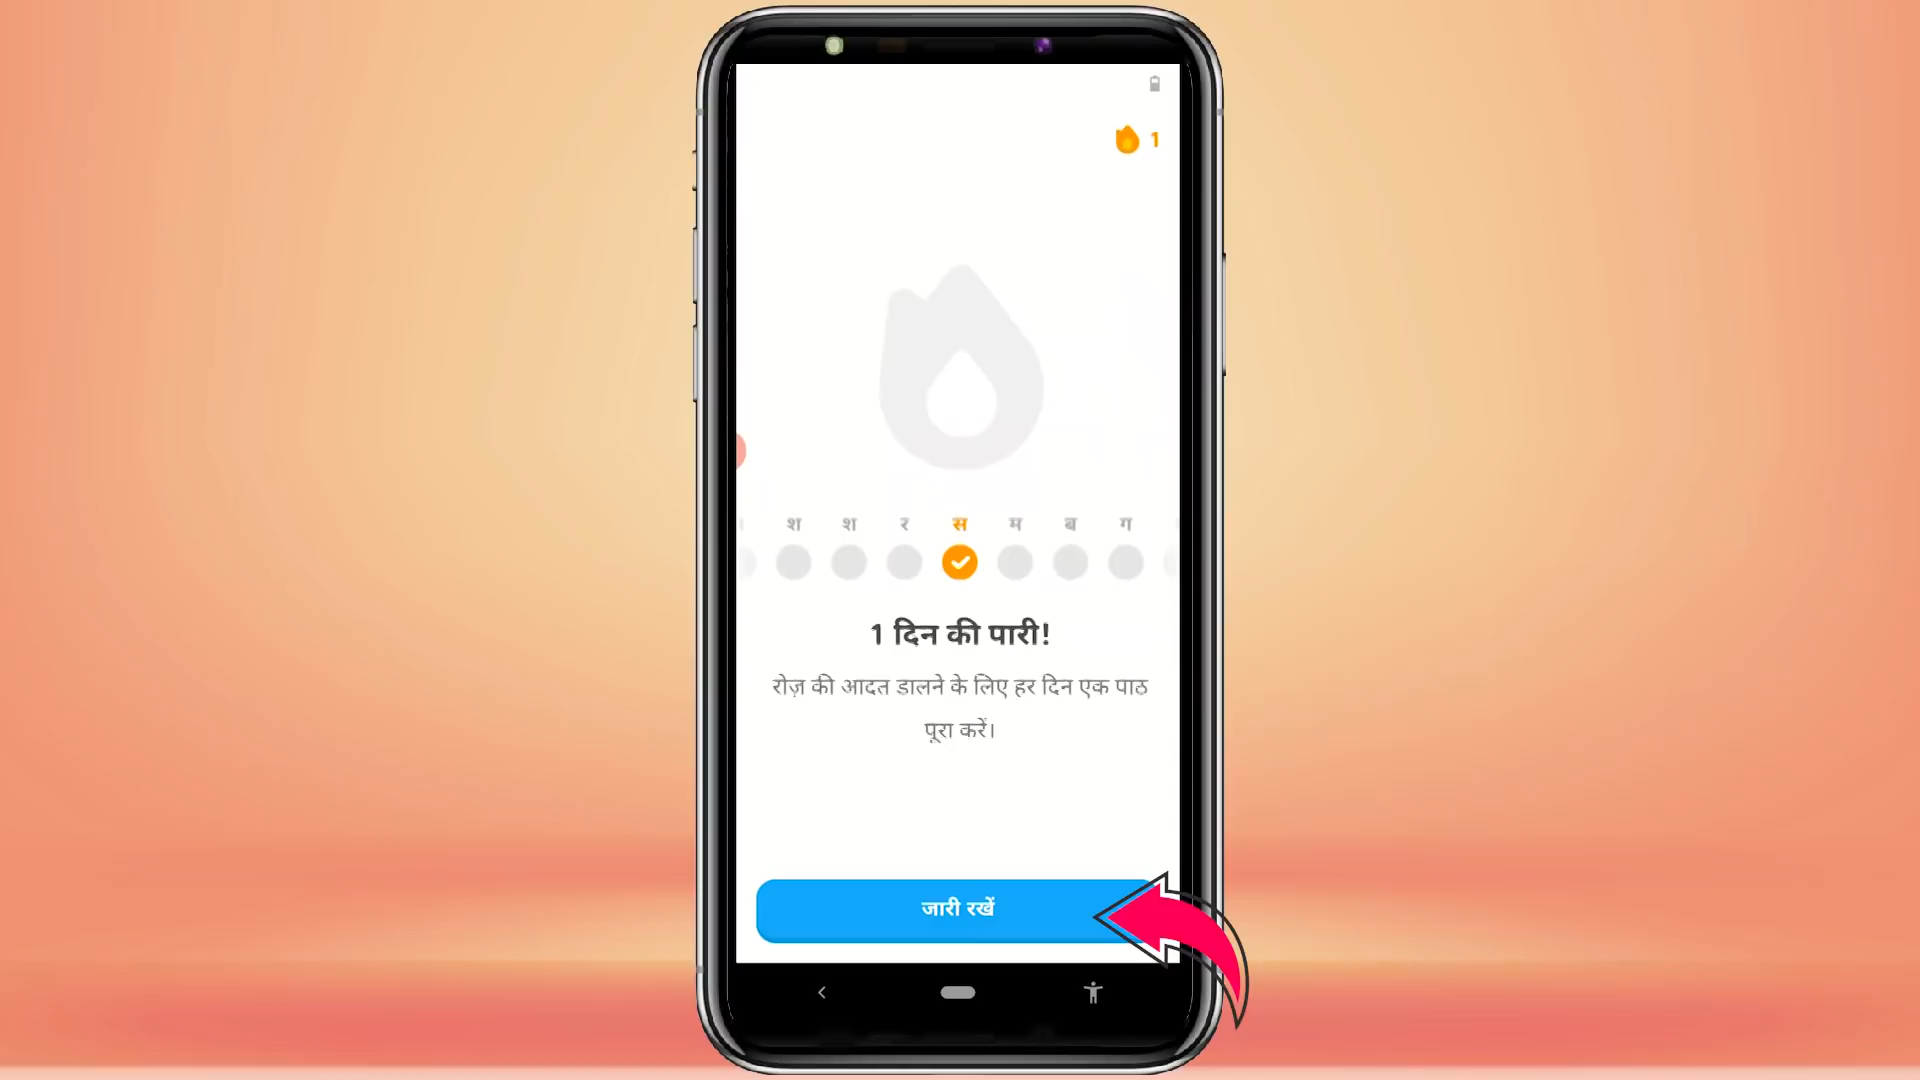 1
श श र स म ब ग
1 दिन की पारी!
रोज़ की आदत डालने के लिए हर दिन एक पाठ
पूरा करें।
जारी रखें